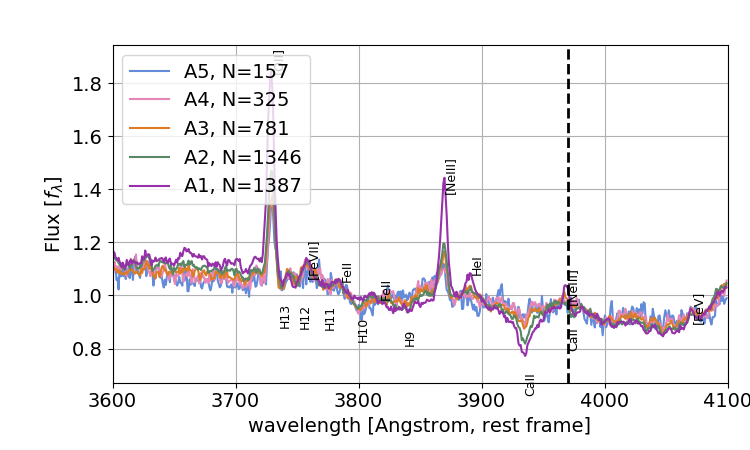 A5, N=157
A4, N=325
A3, N=781
A2, N=1346
A1, N=1387
1.8
1.6
1.4
1.2
1.0
0.8
Flux [fλ]
[NeIII]
[FeVII]
FeII
FeII
HeI
[NeIII]
[FeV]
H13
H12
H11
H10
H9
CaII
CaII
3600
3700
3800
3900
4000
4100
wavelength [Angstrom, rest frame]